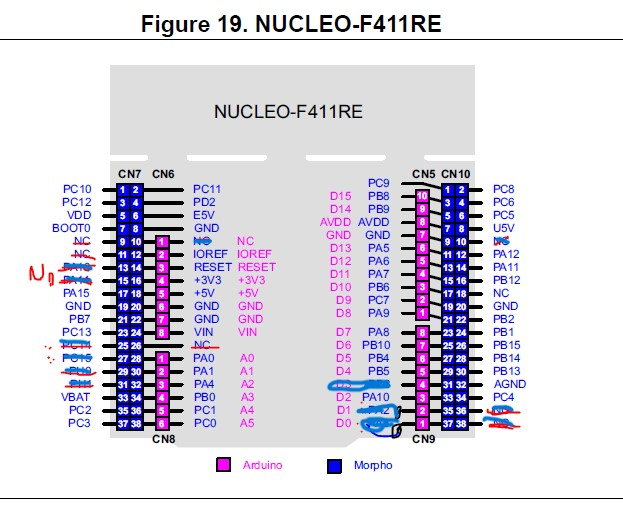 Figure 19. NUCLEO-F411RE
NUCLEO-F411RE
CN7 CN6 CN5 CN10
PC10 1 2 PC11 PC9 1 2 PC8
PC12 3 4 PD2 D15 PB8 10 3 4 PC6
VDD 5 6 E5V D14 PB9 9 5 6 PC5
BOOT0 7 8 GND AVDD AVDD 8 7 8 U5V
NC 9 10 1 NC NC GND GND 7 9 10
NC 11 12 2 IOREF IOREF D13 PA5 6 11 12 PA12
13 14 3 RESET RESET D12 PA6 5 13 14 PA11
15 16 4 +3V3 +3V3 D11 PA7 4 15 16 PB12
PA15 17 18 5 +5V +5V D10 PB6 3 17 18 NC
GND 19 20 6 GND GND D9 PC7 2 19 20 GND
PB7 21 22 7 GND GND D8 PA9 1 21 22 PB2
PC13 23 24 8 VIN VIN D7 PA8 8 23 24 PB1
PC14 25 26 NC D6 PB10 7 25 26 PB15
PC15 27 28 1 PA0 A0 D5 PB4 6 27 28 PB14
29 30 2 PA1 A1 D4 PB5 5 29 30 PB13
31 32 3 PA4 A2 4 31 32 AGND
VBAT 33 34 4 PB0 A3 D2 PA10 3 33 34 PC4
PC2 35 36 5 PC1 A4 D1 PA2 2 35 36
PC3 37 38 6 PC0 A5 D0 1 37 38
CN8 CN9
Arduino Morpho